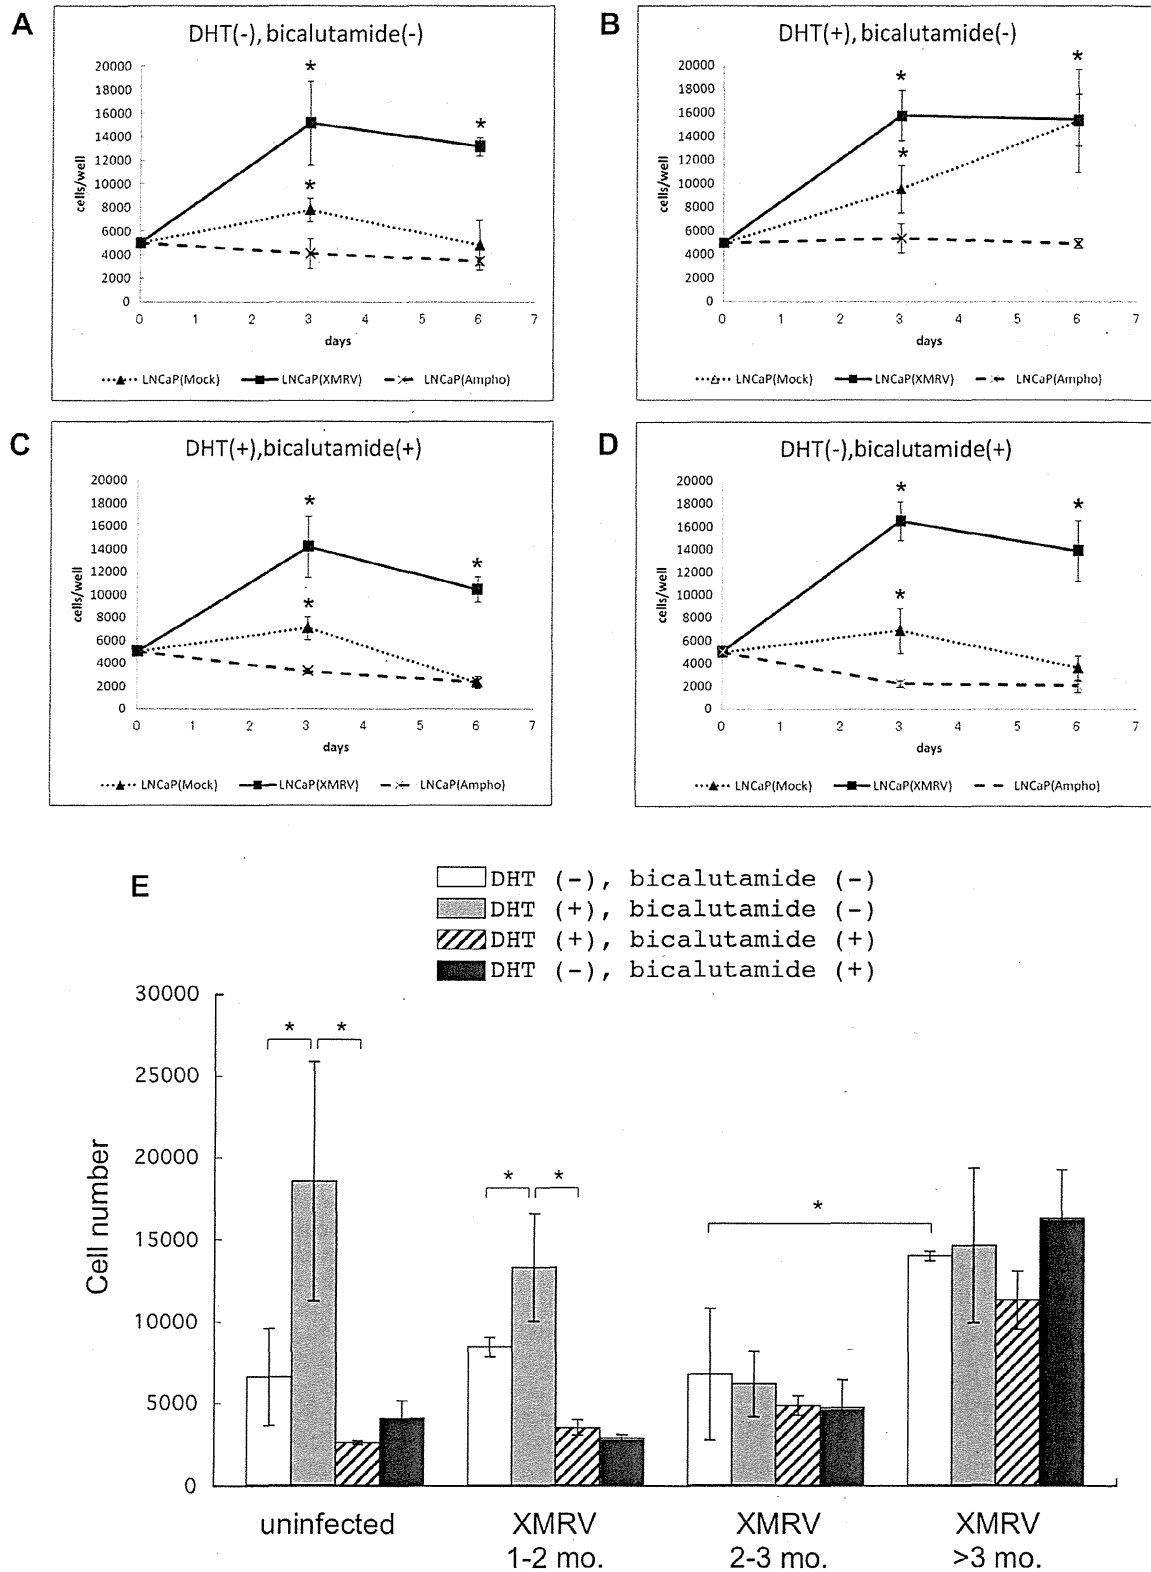 A
DHT(-), bicalutamide(-)
*
*
*
20000
18000
16000
14000
12000
10000
8000
6000
4000
2000
0
cells/well
0 1 2 3 4 5 6 7
days
LNCaP(Mock) LNCaP(XMRV) LNCaP(Ampho)
B
DHT(+), bicalutamide(-)
*
*
*
20000
18000
16000
14000
12000
10000
8000
6000
4000
2000
0
cells/well
0 1 2 3 4 5 6 7
days
LNCaP(Mock) LNCaP(XMRV) LNCaP(Ampho)
C
DHT(+),bicalutamide(+)
*
*
*
20000
18000
16000
14000
12000
10000
8000
6000
4000
2000
0
cells/well
0 1 2 3 4 5 6 7
days
LNCaP(Mock) LNCaP(XMRV) LNCaP(Ampho)
D
DHT(-),bicalutamide(+)
*
*
*
20000
18000
16000
14000
12000
10000
8000
6000
4000
2000
0
cells/well
0 1 2 3 4 5 6 7
days
LNCaP(Mock) LNCaP(XMRV) LNCaP(Ampho)
E
DHT (-), bicalutamide (-)
DHT (+), bicalutamide (-)
DHT (+), bicalutamide (+)
DHT (-), bicalutamide (+)
30000
25000
20000
15000
10000
5000
0
Cell number
* *
* *
*
uninfected
XMRV
1-2 mo.
XMRV
2-3 mo.
XMRV
>3 mo.